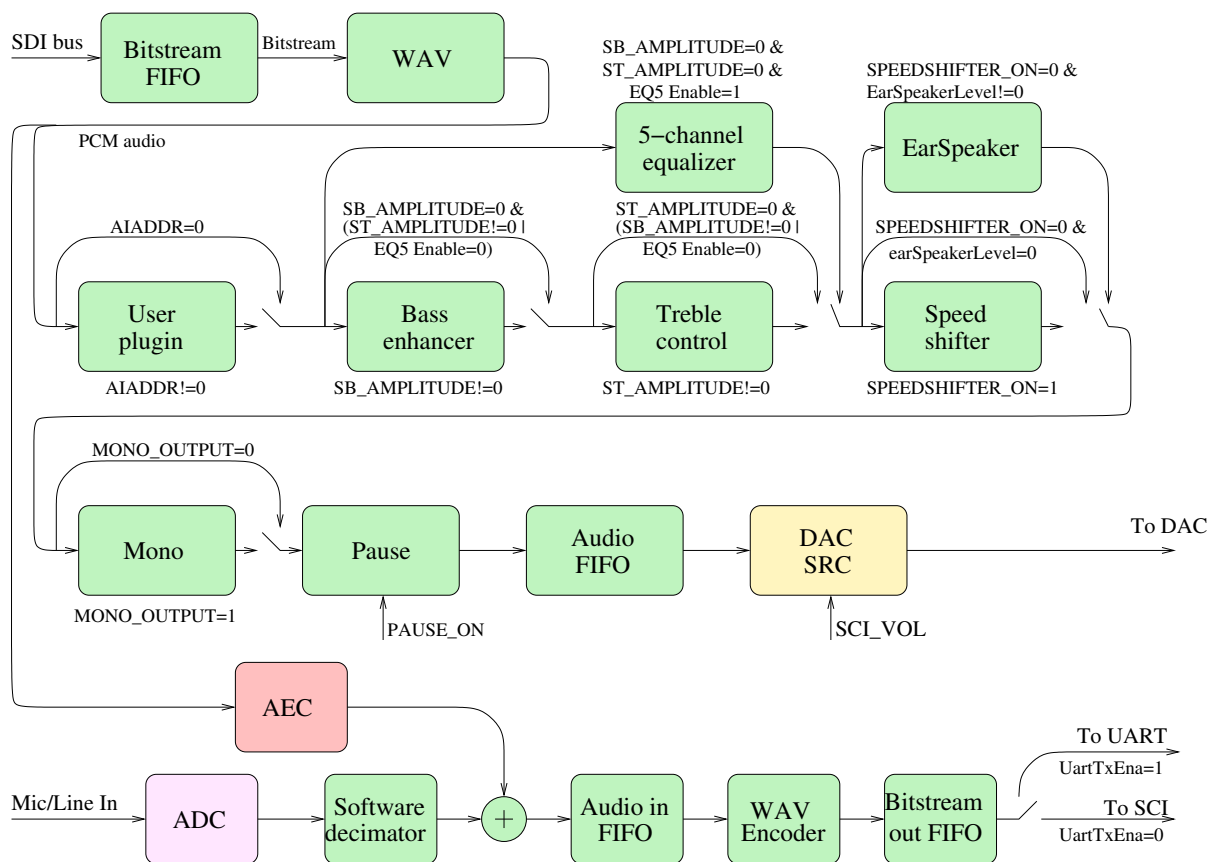 SDI bus
Bitstream
FIFO
Bitstream
WAV
PCM audio
SB_AMPLITUDE=0 &
ST_AMPLITUDE=0 &
EQ5 Enable=1
5−channel
equalizer
SPEEDSHIFTER_ON=0 &
EarSpeakerLevel!=0
EarSpeaker
AIADDR=0
User
plugin
AIADDR!=0
SB_AMPLITUDE=0 &
(ST_AMPLITUDE!=0 |
EQ5 Enable=0)
Bass
enhancer
SB_AMPLITUDE!=0
ST_AMPLITUDE=0 &
(SB_AMPLITUDE!=0 |
EQ5 Enable=0)
Treble
control
ST_AMPLITUDE!=0
SPEEDSHIFTER_ON=0 &
earSpeakerLevel=0
Speed
shifter
SPEEDSHIFTER_ON=1
MONO_OUTPUT=0
Mono
MONO_OUTPUT=1
Pause
PAUSE_ON
Audio
FIFO
DAC
SRC
SCI_VOL
To DAC
AEC
Mic/Line In
ADC
Software
decimator
+
Audio in
FIFO
WAV
Encoder
Bitstream
out FIFO
To UART
UartTxEna=1
To SCI
UartTxEna=0